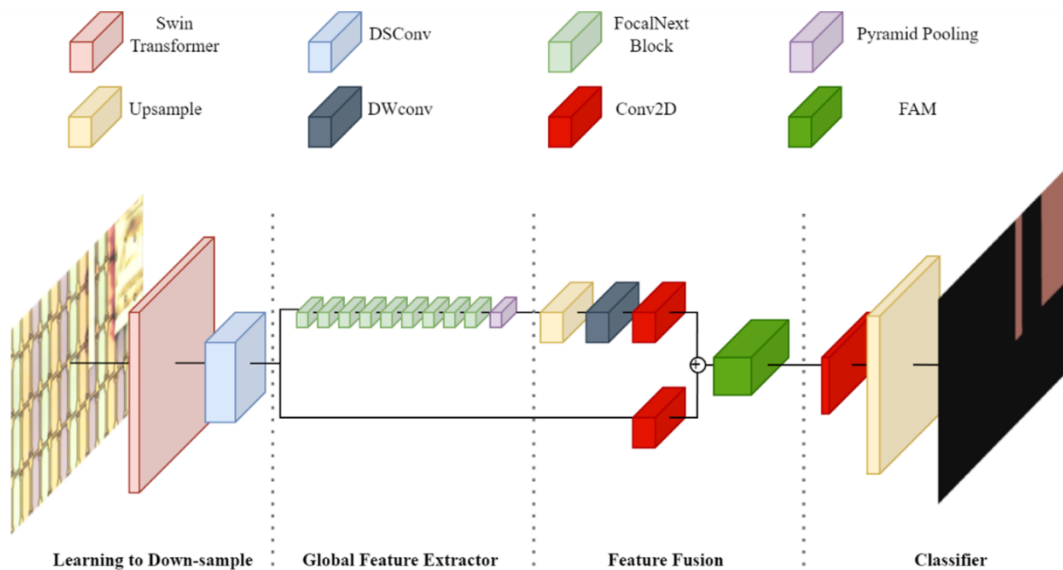 Swin
Transformer
DSConv
FocalNext
Block
Pyramid Pooling
Upsample
DWconv
Conv2D
FAM
+
Learning to Down-sample
Global Feature Extractor
Feature Fusion
Classifier